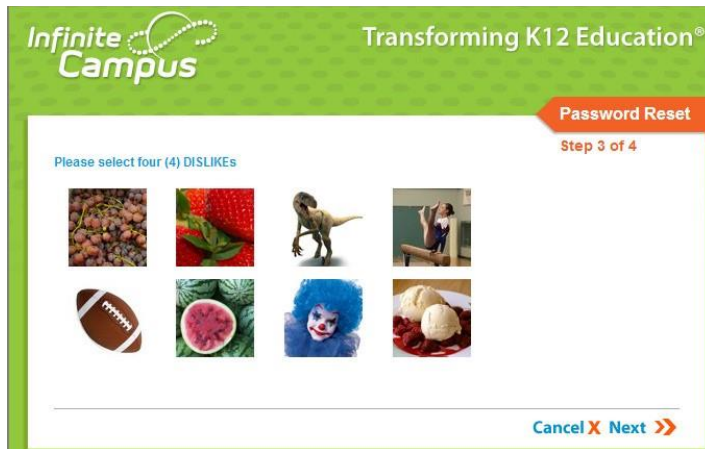 Infinite
Campus
Transforming K12 Education®
Password Reset
Step 3 of 4
Please select four (4) DISLIKEs
Cancel X Next